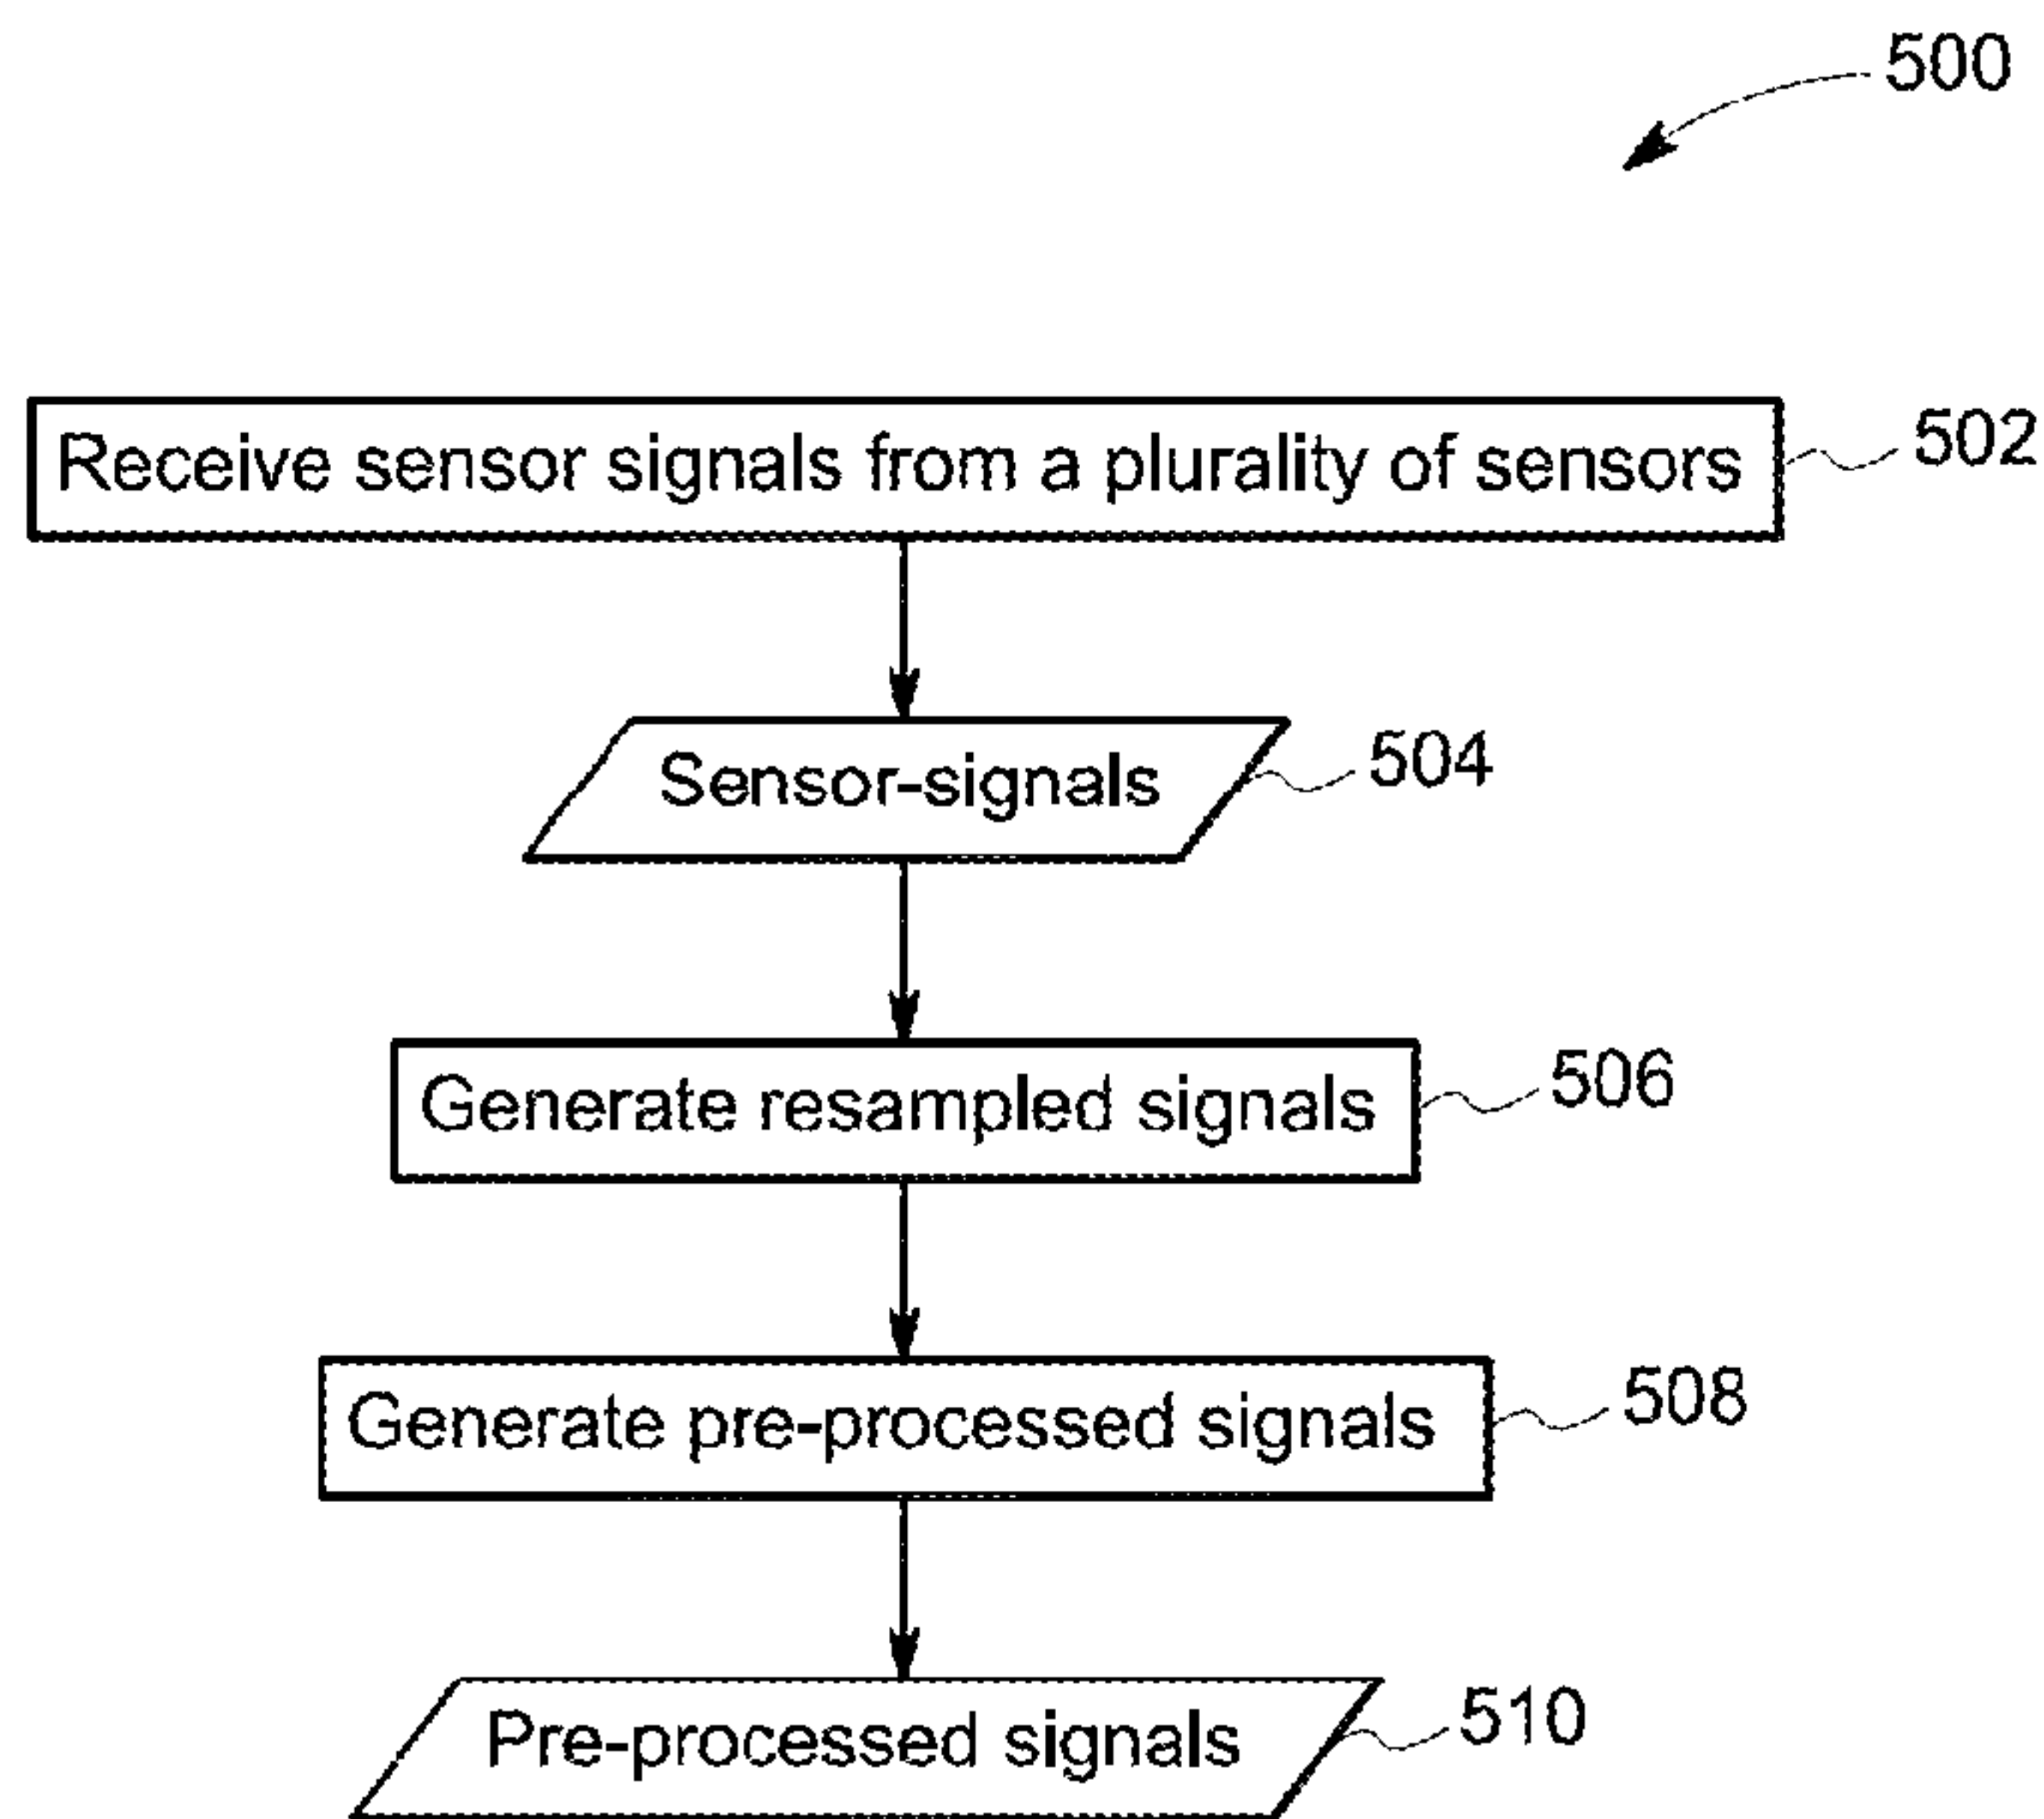 500
Receive sensor signals from a plurality of sensors
502
Sensor-signals
504
Generate resampled signals
506
Generate pre-processed signals
508
Pre-processed signals
510